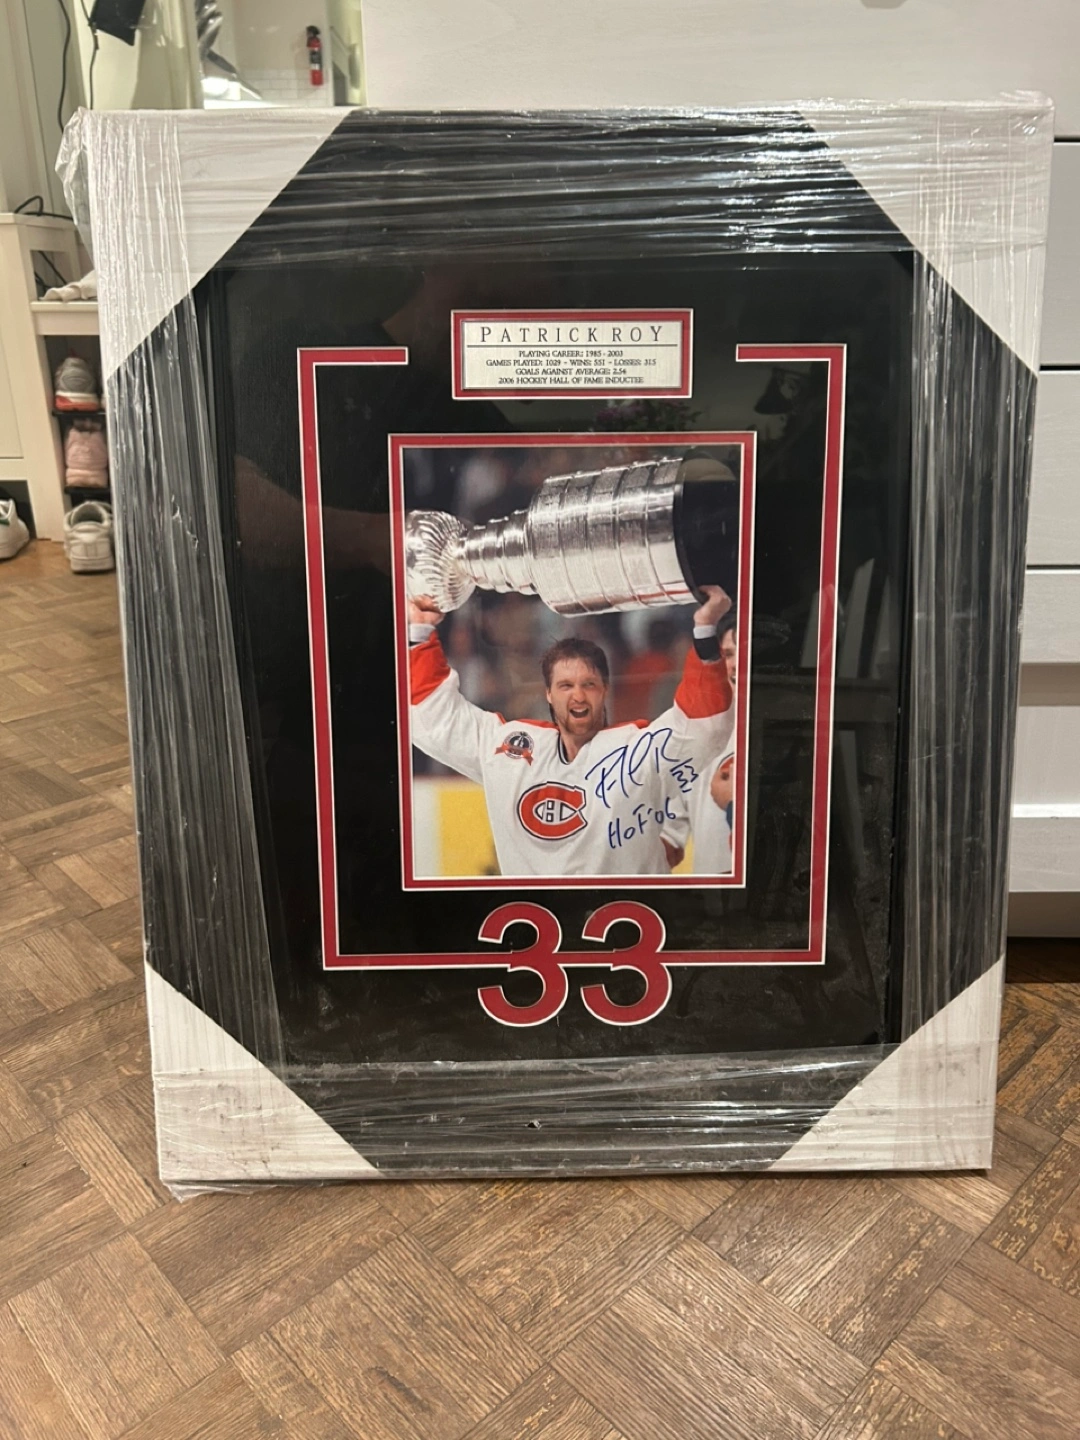 PATRICK ROY
PLAYING CAREER: 1985 - 2003
GAMES PLAYED: 1029 ~ WINS: 551 ~ LOSSES: 315
GOALS AGAINST AVERAGE: 2.54
2006 HOCKEY HALL OF FAME INDUCTEE
33
HOF '06
33